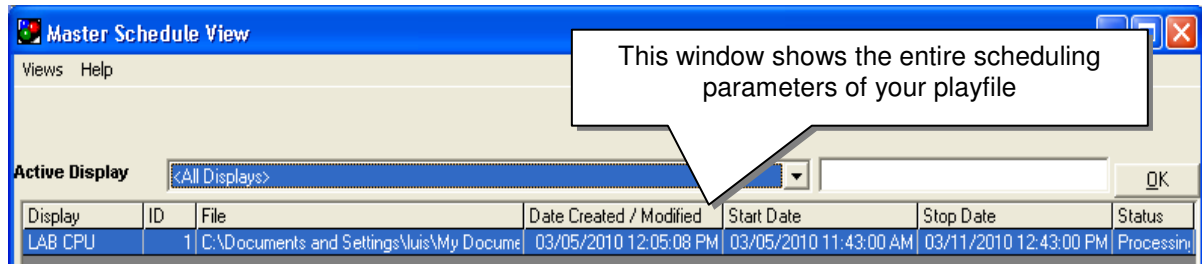 Master Schedule View
This window shows the entire scheduling
parameters of your playfile
Views Help
Active Display <All Displays> OK
Display ID File Date Created / Modified Start Date Stop Date Status
LAB CPU 1 C:\Documents and Settings\luis\My Docume 03/05/2010 12:05:08 PM 03/05/2010 11:43:00 AM 03/11/2010 12:43:00 PM Processin